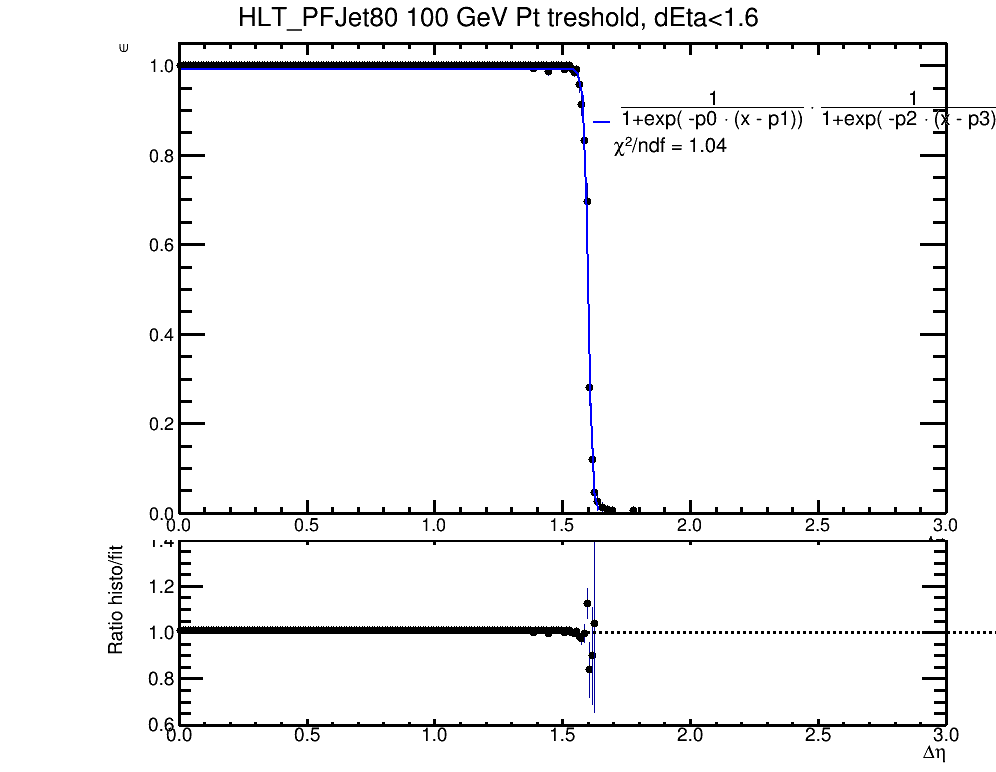 HLT_PFJet80 100 GeV Pt treshold, dEta<1.6
∊
1.0
0.8
0.6
0.4
0.2
0.0
1 1
1+exp( -p0 · (x - p1)) · 1+exp( -p2 · (x - p3)
χ²/ndf = 1.04
0.0 0.5 1.0 1.5 2.0 2.5 3.0
Ratio histo/fit
1.4
1.2
1.0
0.8
0.6
0.0 0.5 1.0 1.5 2.0 2.5 3.0
Δη